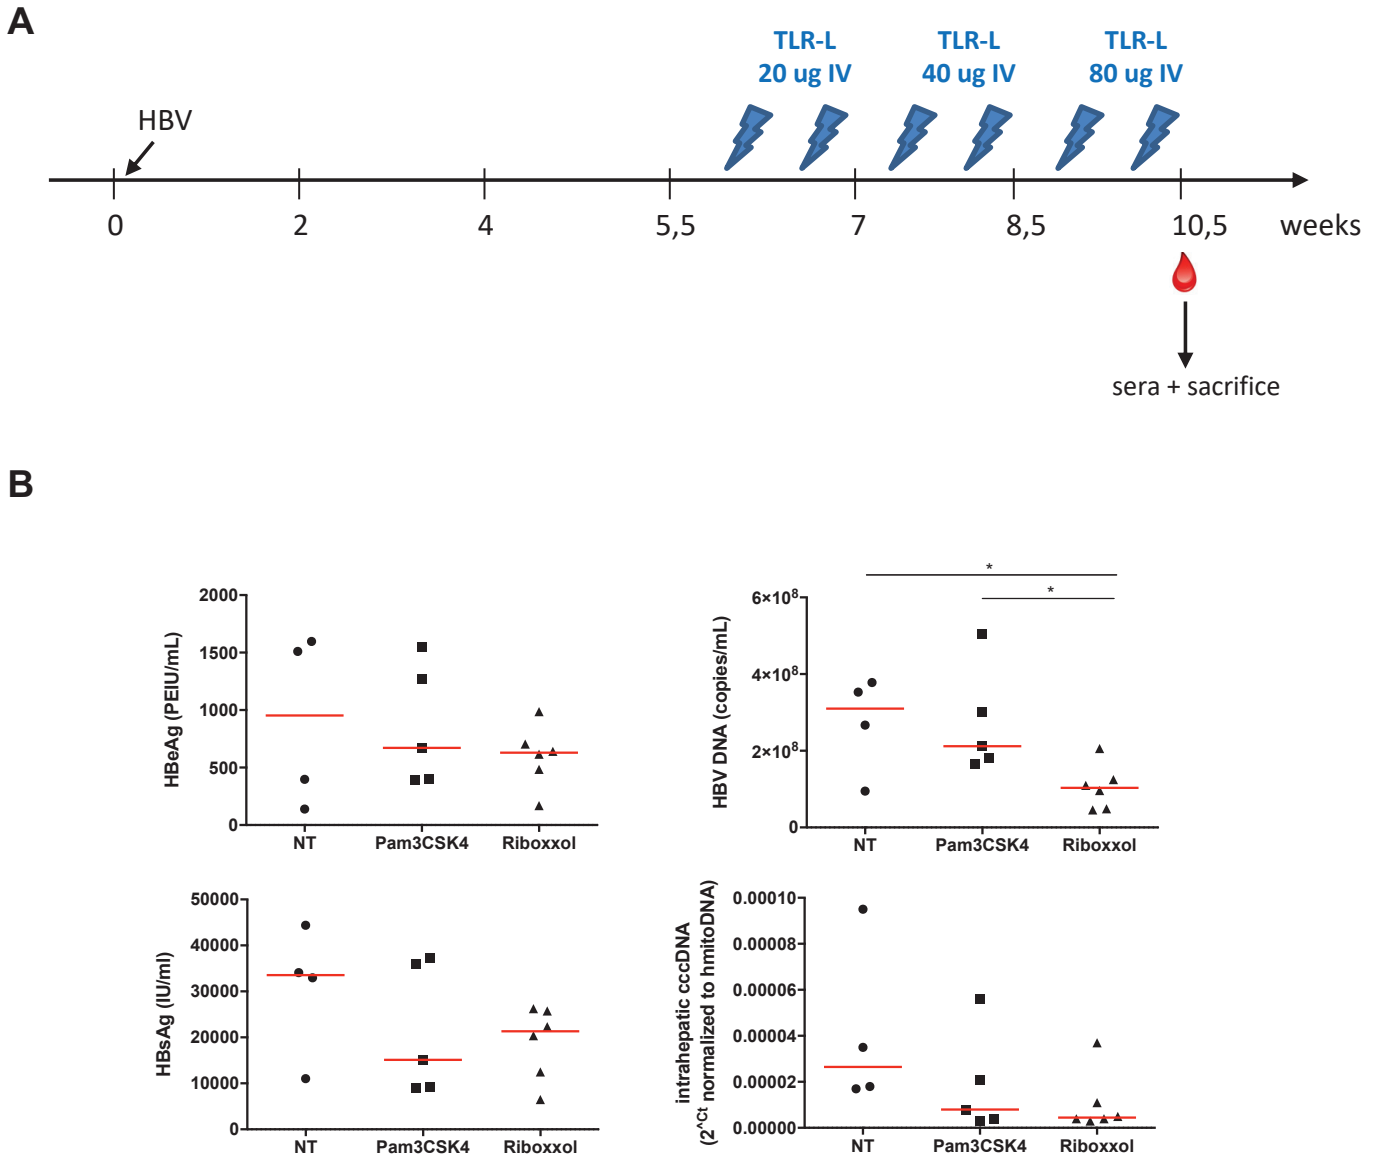 A
TLR-L
20 ug IV
TLR-L
40 ug IV
TLR-L
80 ug IV
HBV
0 2 4 5,5 7 8,5 10,5 weeks
sera + sacrifice
B
HBeAg (PEIU/mL)
2000
1500
1000
500
0
NT Pam3CSK4 Riboxxol
HBV DNA (copies/mL)
* 
*
6×10⁸
4×10⁸
2×10⁸
0
NT Pam3CSK4 Riboxxol
HBsAg (IU/ml)
50000
40000
30000
20000
10000
0
NT Pam3CSK4 Riboxxol
intrahepatic cccDNA
(2^Ct normalized to hmitoDNA)
0.00010
0.00008
0.00006
0.00004
0.00002
0.00000
NT Pam3CSK4 Riboxxol